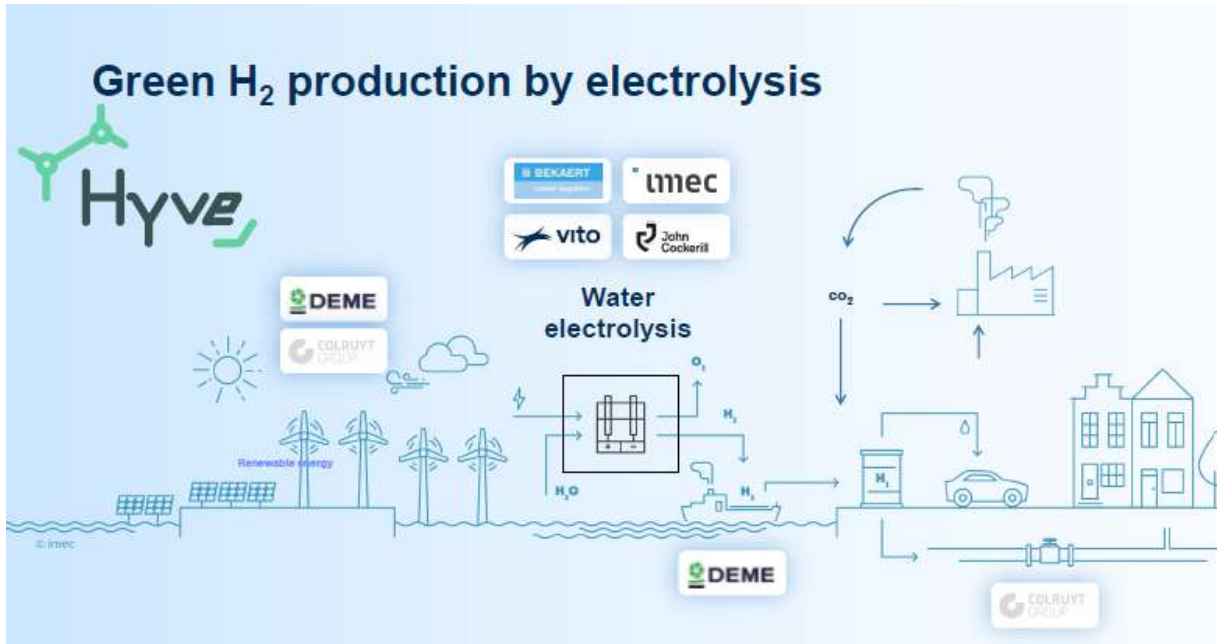 Green H₂ production by electrolysis
Hyve
BEKAERT
imec
vito
John
Cockerill
DEME
COLRUYT
GROUP
Water
electrolysis
CO₂
O₂
H₂
Renewable energy
H₂O
H₂
H₂
© imec
DEME
COLRUYT
GROUP